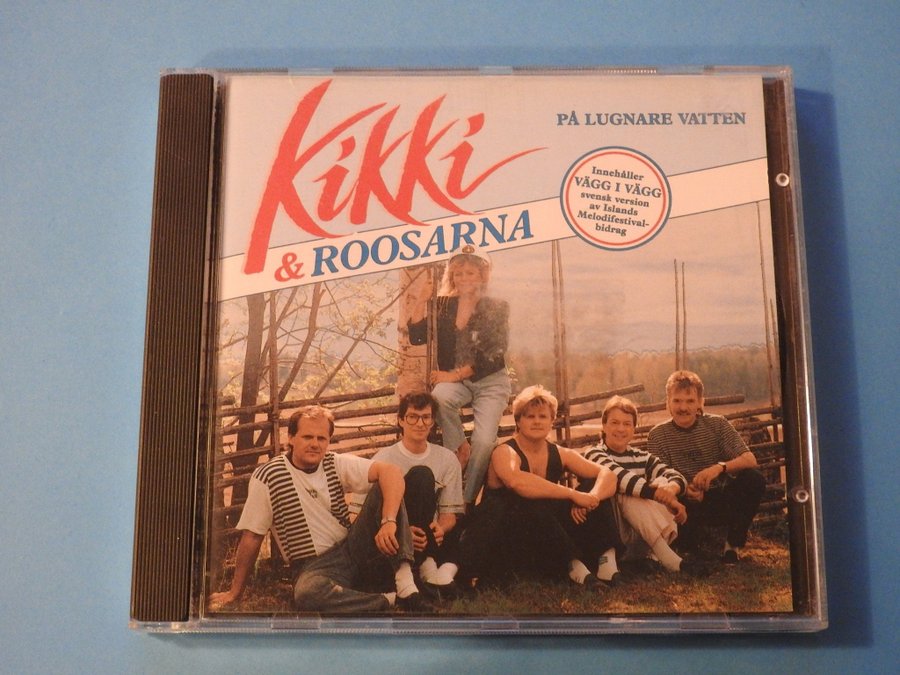 Kikki
& ROOSARNA
PÅ LUGNARE VATTEN
Innehåller
VÄGG I VÄGG
svensk version
av Islands
Melodifestival-
bidrag